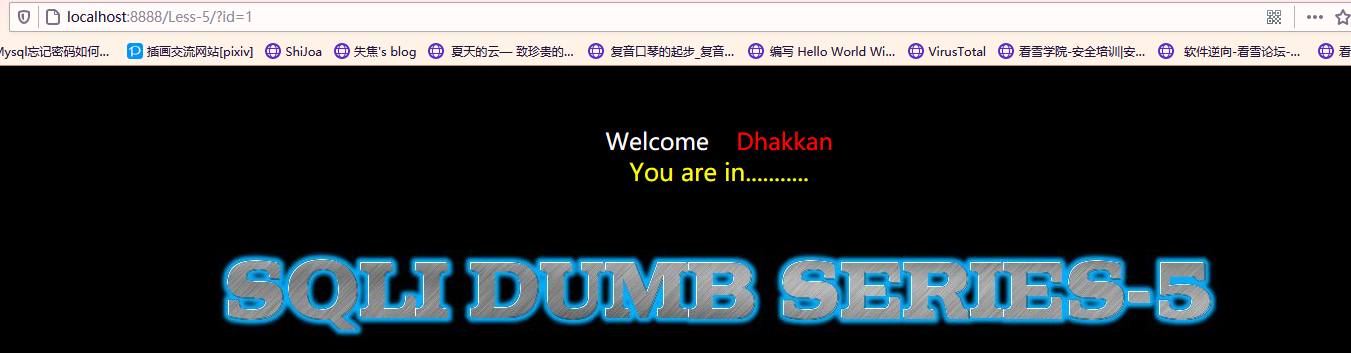 localhost:8888/Less-5/?id=1
Mysql忘记密码如何... 插画交流网站[pixiv] ShiJoa 失焦's blog 夏天的云— 致珍贵的... 复音口琴的起步_复音... 编写 Hello World Wi... VirusTotal 看雪学院-安全培训|安... 软件逆向-看雪论坛-... 看
Welcome Dhakkan
You are in...........
SQLI DUMB SERIES-5